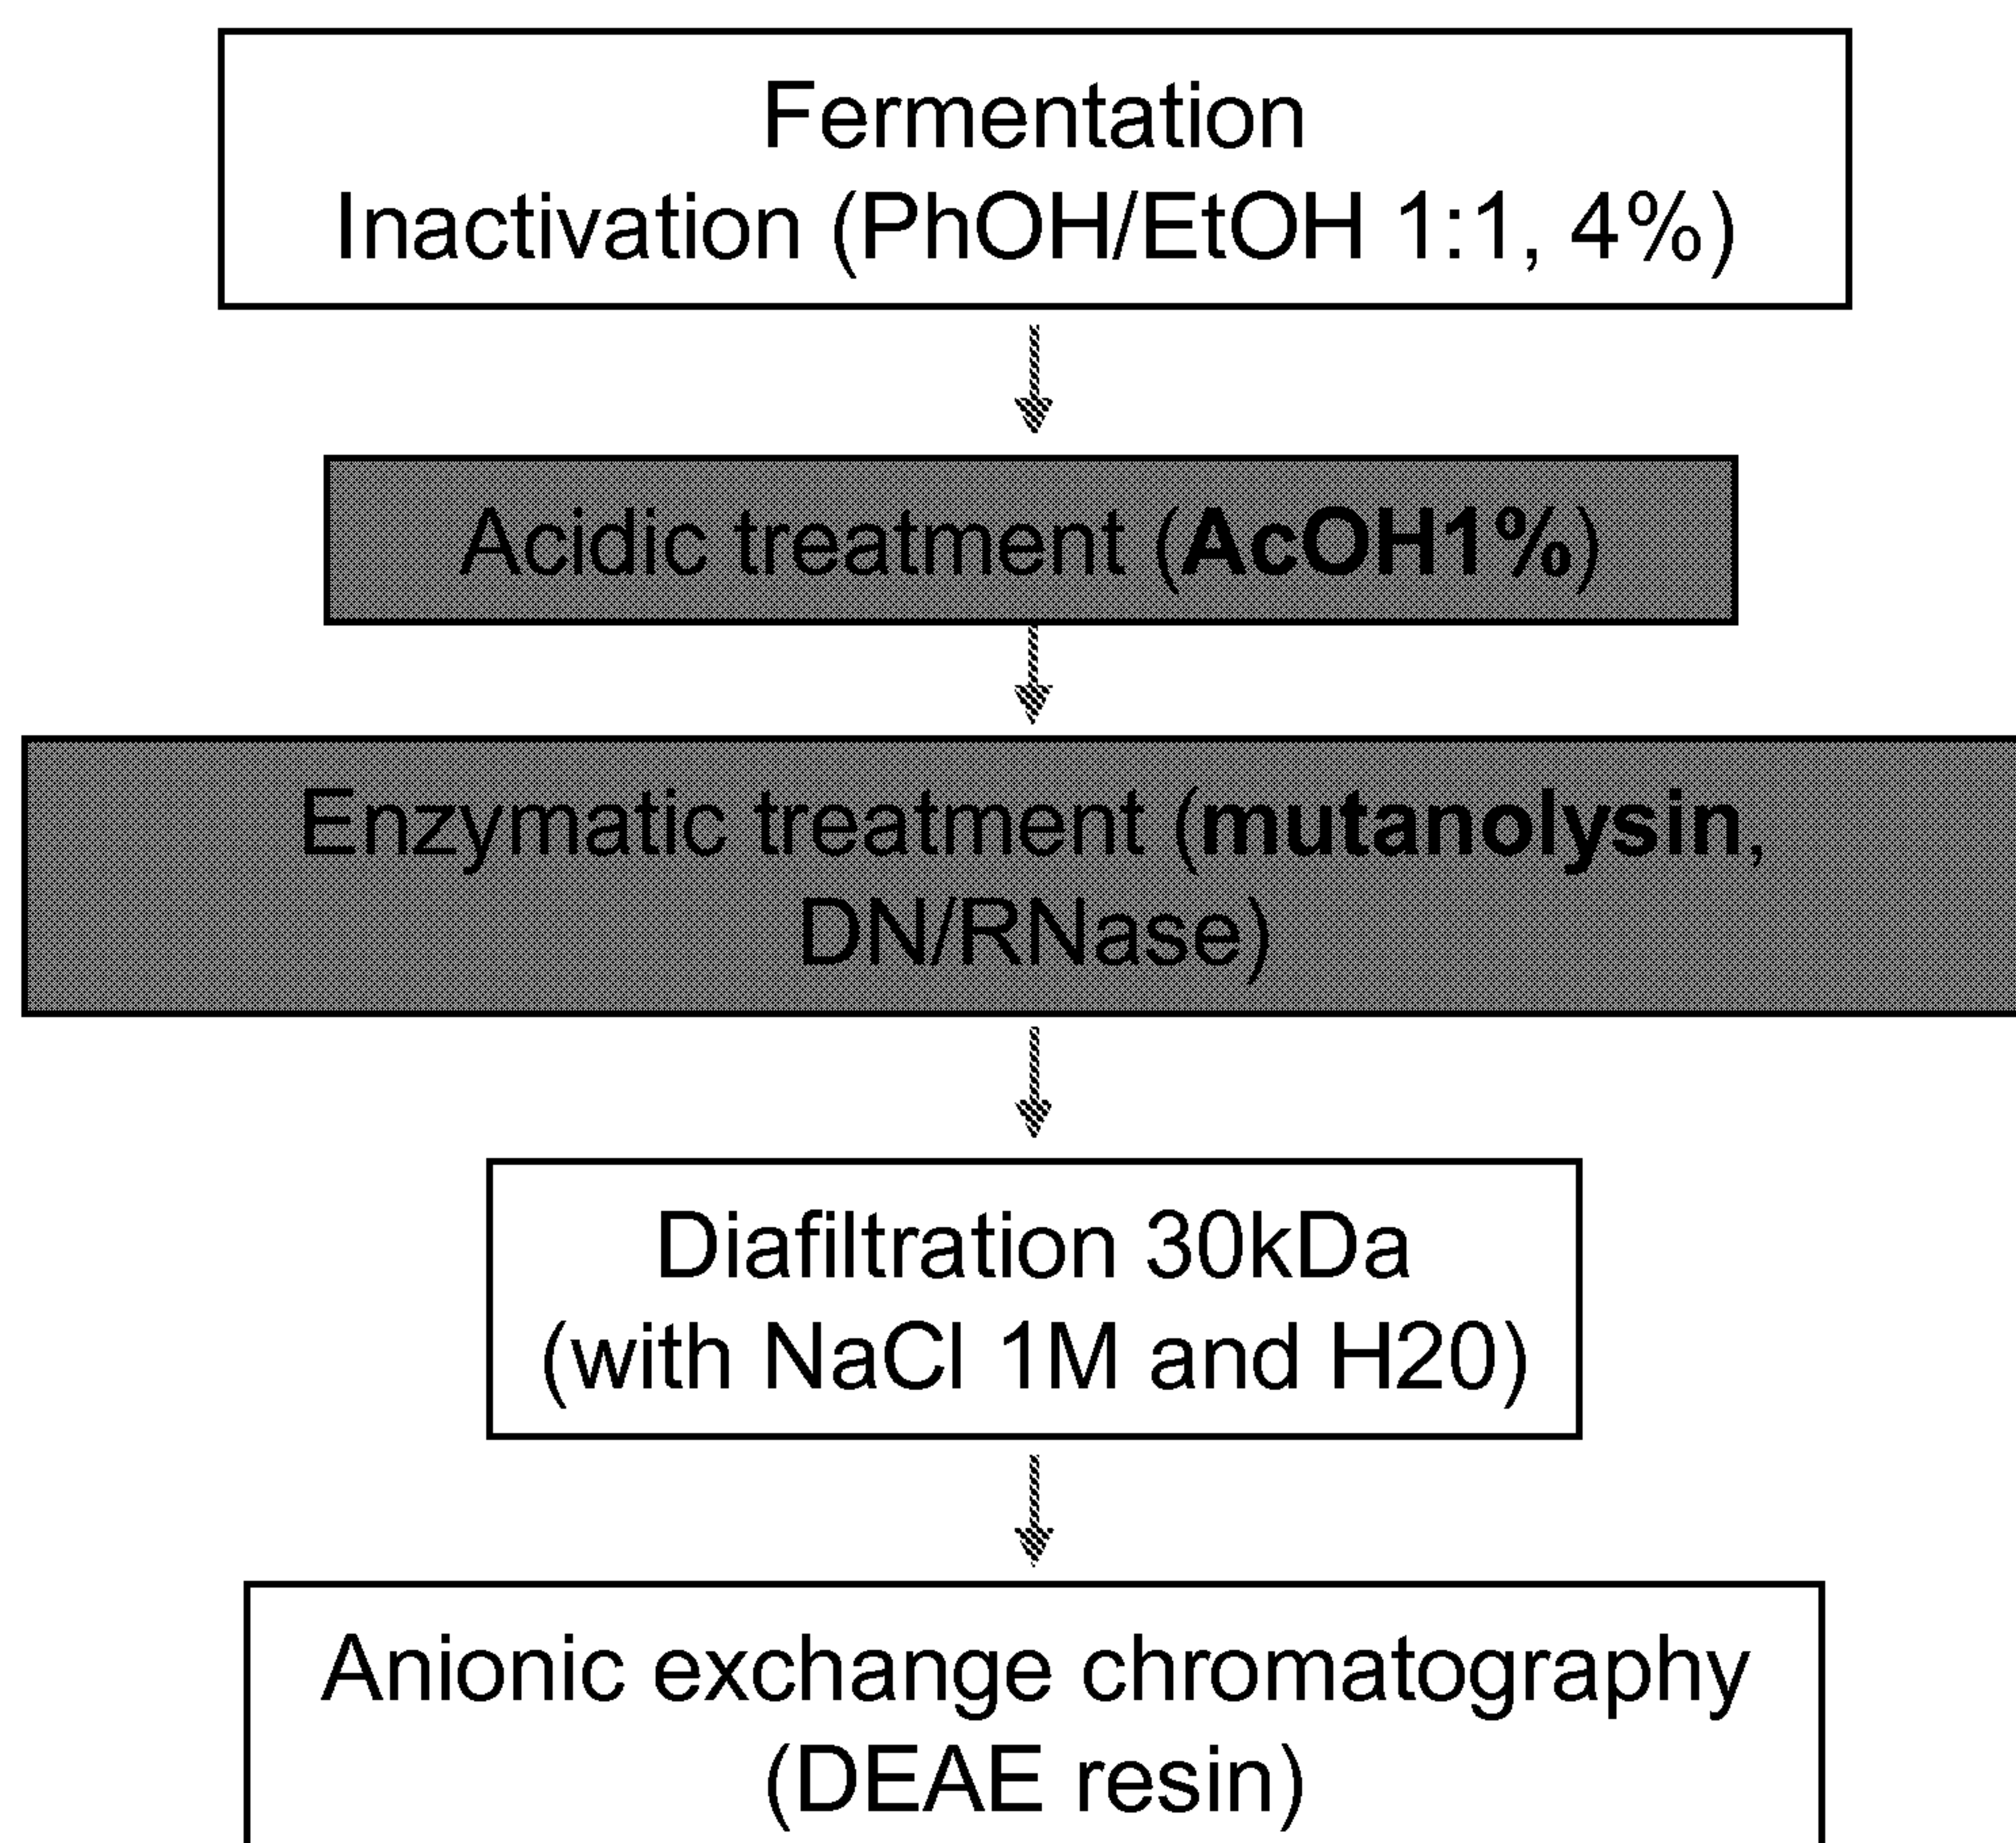 Fermentation
Inactivation (PhOH/EtOH 1:1, 4%)
Acidic treatment (AcOH1%)
Enzymatic treatment (mutanolysin,
DN/RNase)
Diafiltration 30kDa
(with NaCl 1M and H20)
Anionic exchange chromatography
(DEAE resin)